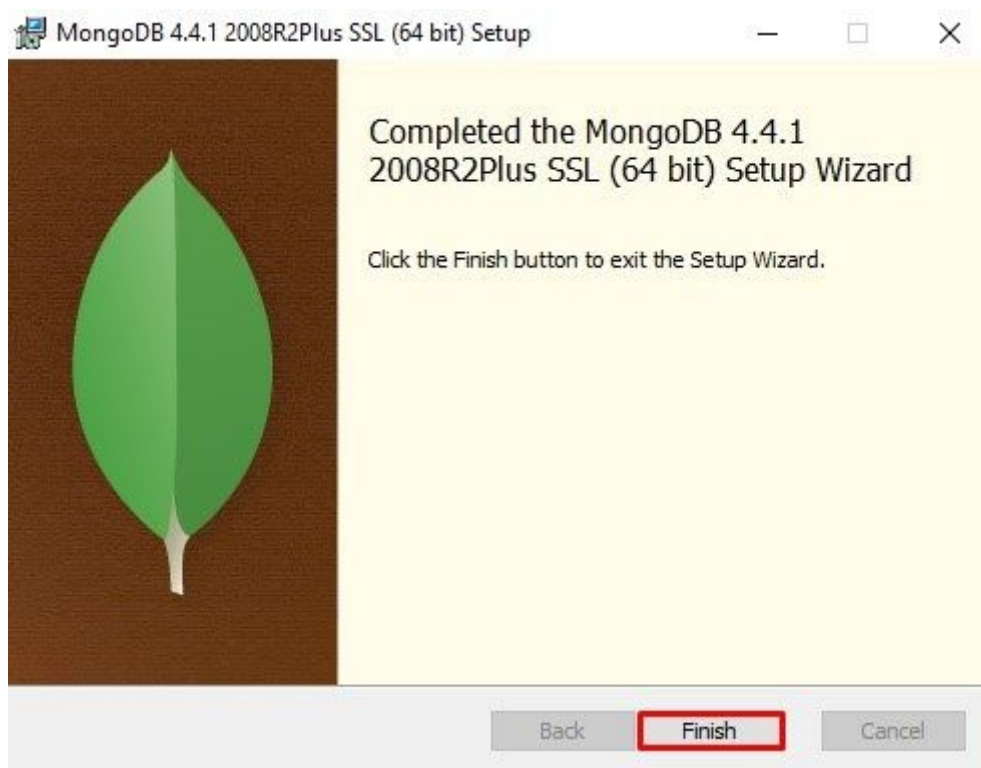 MongoDB 4.4.1 2008R2Plus SSL (64 bit) Setup
Completed the MongoDB 4.4.1
2008R2Plus SSL (64 bit) Setup Wizard
Click the Finish button to exit the Setup Wizard.
Back
Finish
Cancel